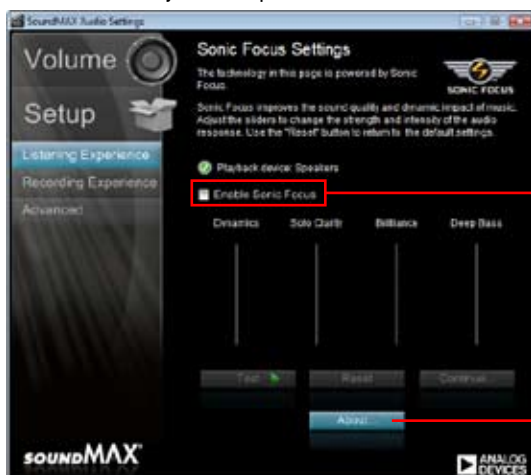 SoundMAX Audio Settings
Volume
Setup
Listening Experience
Recording Experience
Advanced
Sonic Focus Settings
The technology in this page is powered by Sonic
Focus.
SONIC FOCUS
Sonic Focus improves the sound quality and dynamic impact of music.
Adjust the sliders to change the strength and intensity of the audio
response. Use the "Reset" button to return to the default settings.
Playback device: Speakers
Enable Sonic Focus
Dynamics Solo Clarity Brilliance Deep Bass
Test Reset Continue...
About...
SOUNDMAX
ANALOG
DEVICES